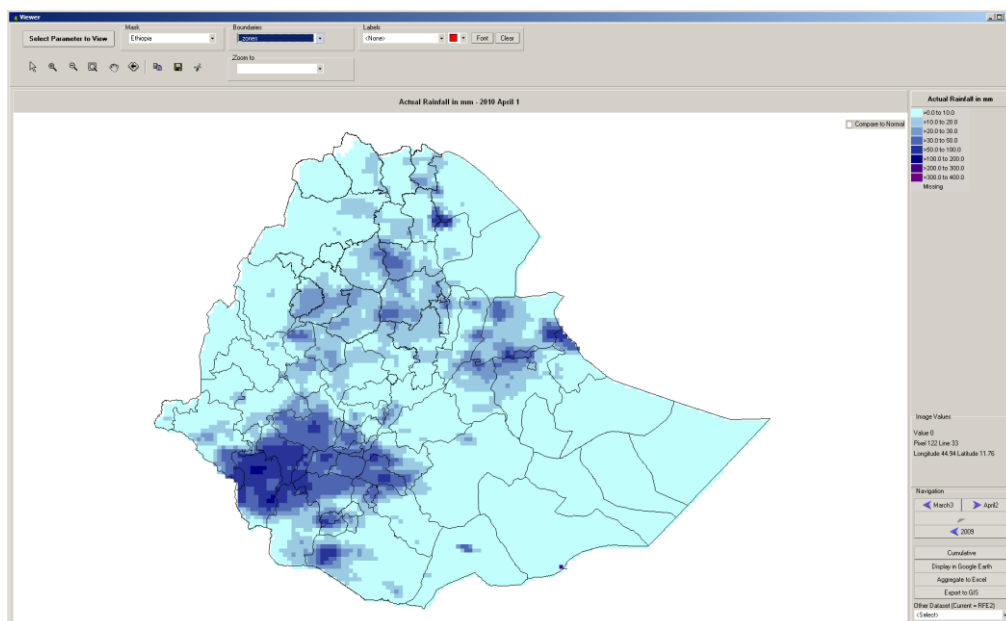 Viewer
Select Parameter to View
Mask
Ethiopia
Boundaries
_zones
Labels
<None>
Font
Clear
Zoom to
Actual Rainfall in mm - 2010 April 1
Compare to Normal
Actual Rainfall in mm
>0.0 to 10.0
>10.0 to 20.0
>20.0 to 30.0
>30.0 to 50.0
>50.0 to 100.0
>100.0 to 200.0
>200.0 to 300.0
>300.0 to 400.0
Missing
Image Values
Value 0
Pixel 122 Line 33
Longitude 44.94 Latitude 11.76
Navigation
March3
April2
2009
Cumulative
Display in Google Earth
Aggregate to Excel
Export to GIS
Other Dataset (Current = RFE2)
<Select>